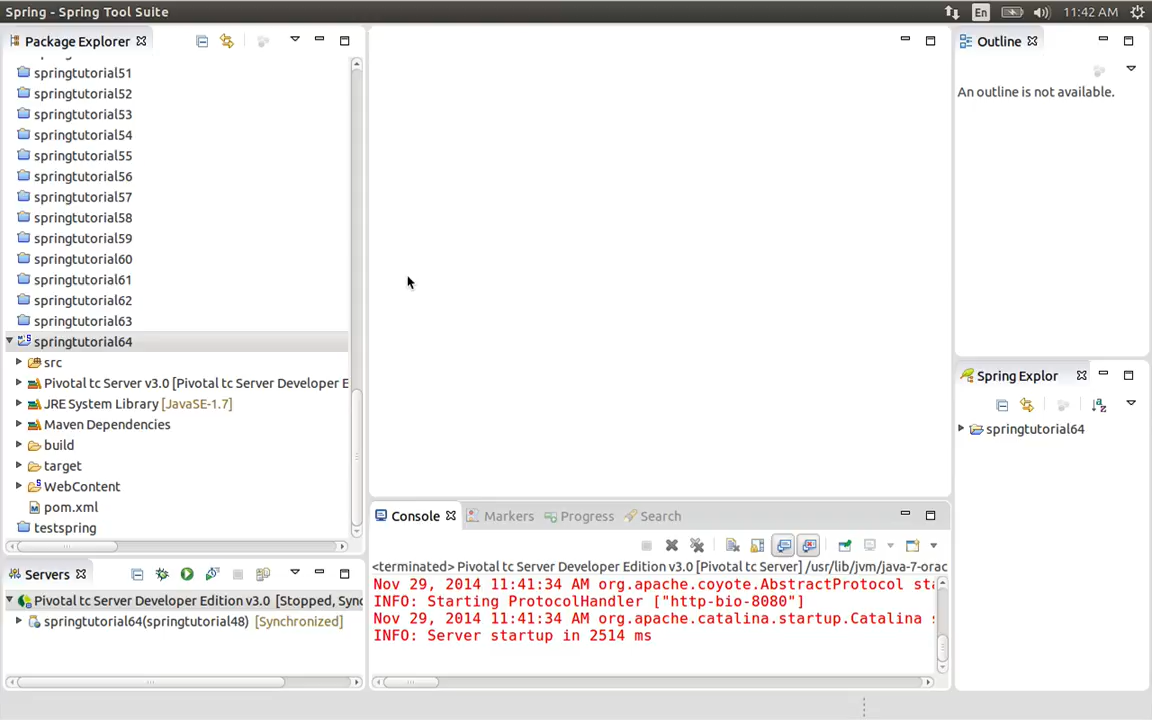 Spring - Spring Tool Suite
En
11:42 AM
Package Explorer
springtutorial51
springtutorial52
springtutorial53
springtutorial54
springtutorial55
springtutorial56
springtutorial57
springtutorial58
springtutorial59
springtutorial60
springtutorial61
springtutorial62
springtutorial63
springtutorial64
src
Pivotal tc Server v3.0 [Pivotal tc Server Developer E
JRE System Library [JavaSE-1.7]
Maven Dependencies
build
target
WebContent
pom.xml
testspring
Servers
Pivotal tc Server Developer Edition v3.0 [Stopped, Sync
springtutorial64(springtutorial48) [Synchronized]
Console
Markers
Progress
Search
<terminated> Pivotal tc Server Developer Edition v3.0 [Pivotal tc Server] /usr/lib/jvm/java-7-orac
Nov 29, 2014 11:41:34 AM org.apache.coyote.AbstractProtocol sta
INFO: Starting ProtocolHandler ["http-bio-8080"]
Nov 29, 2014 11:41:34 AM org.apache.catalina.startup.Catalina s
INFO: Server startup in 2514 ms
Outline
An outline is not available.
Spring Explor
springtutorial64